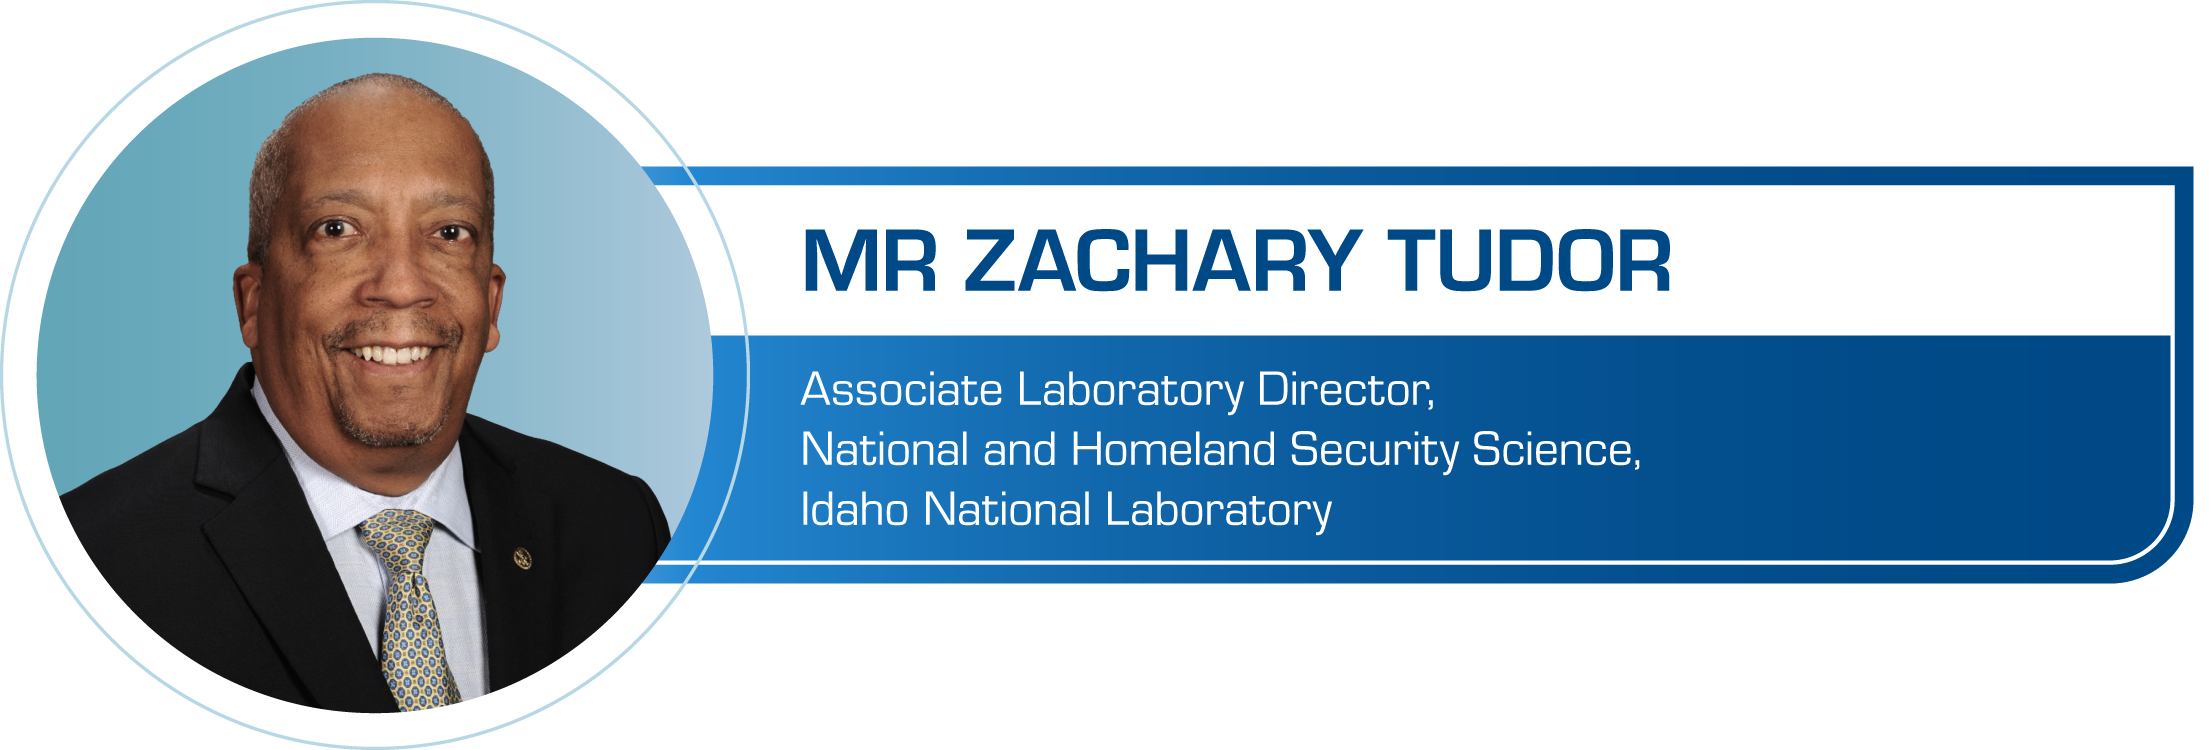 MR ZACHARY TUDOR
Associate Laboratory Director,
National and Homeland Security Science,
Idaho National Laboratory